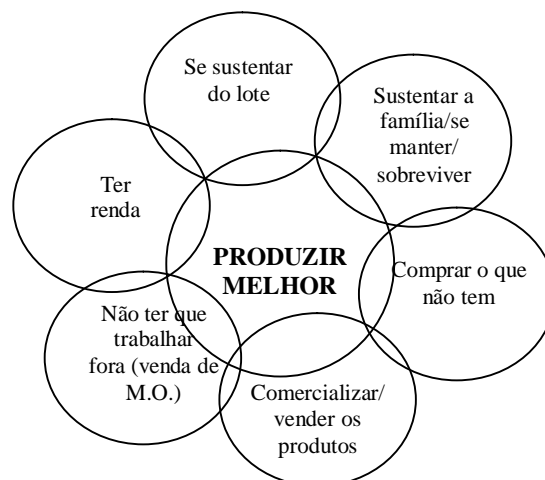 Se sustentar
do lote
Sustentar a
família/se
manter/
sobreviver
Ter
renda
PRODUZIR
MELHOR
Comprar o que
não tem
Não ter que
trabalhar
fora (venda de
M.O.)
Comercializar/
vender os
produtos